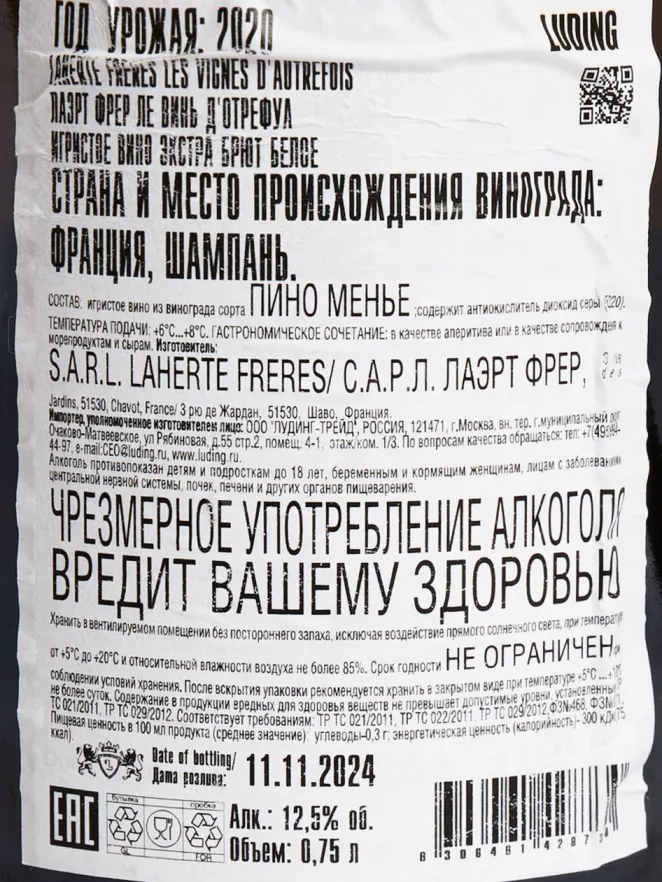 ГОД УРОЖАЯ: 2020
LUDING
LAHERTE FRERES LES VIGNES D'AUTREFOIS
ЛАЭРТ ФРЕР ЛЕ ВИНЬ Д'ОТРЕФУА
ИГРИСТОЕ ВИНО ЭКСТРА БРЮТ БЕЛОЕ
СТРАНА И МЕСТО ПРОИСХОЖДЕНИЯ ВИНОГРАДА:
ФРАНЦИЯ, ШАМПАНЬ.
СОСТАВ: игристое вино из винограда сорта ПИНО МЕНЬЕ ;содержит антиокислитель диоксид серы
ТЕМПЕРАТУРА ПОДАЧИ: +6°С...+8°С. ГАСТРОНОМИЧЕСКОЕ СОЧЕТАНИЕ: в качестве аперитива или в качестве сопровождения к
морепродуктам и сырам. Изготовитель:
S.A.R.L. LAHERTE FRERES/ С.А.Р.Л. ЛАЭРТ ФРЕР,
Jardins, 51530, Chavot, France/ 3 рю де Жардан, 51530, Шаво, Франция.
Импортер, уполномоченное изготовителем лицо: ООО "ЛУДИНГ-ТРЕЙД", РОССИЯ, 121471, г.Москва, вн. тер. г.муниципальный
Очаково-Матвеевское, ул Рябиновая, д.55 стр.2, помещ. 4-1, этаж/ком. 1/3. По вопросам качества обращаться: тел:
44-97, e-mail:CEO@luding.ru, www.luding.ru.
Алкоголь противопоказан детям и подросткам до 18 лет, беременным и кормящим женщинам, лицам с заболеваниями
центральной нервной системы, почек, печени и других органов пищеварения.
ЧРЕЗМЕРНОЕ УПОТРЕБЛЕНИЕ АЛКОГОЛЯ
ВРЕДИТ ВАШЕМУ ЗДОРОВЬЮ
Хранить в вентилируемом помещении без постороннего запаха, исключая воздействие прямого солнечного света, при температуре
от +5°С до +20°С и относительной влажности воздуха не более 85%. Срок годности НЕ ОГРАНИЧЕН
соблюдении условий хранения. После вскрытия упаковки рекомендуется хранить в закрытом виде при температуре +5°С
не более суток. Содержание в продукции вредных для здоровья веществ не превышает допустимые уровни, установленные
ТС 021/2011, ТР ТС 029/2012. Соответствует требованиям: ТР ТС 021/2011, ТР ТС 022/2011, ТР ТС 029/2012, ФЗ№468,
Пищевая ценность в 100 мл продукта (среднее значение): углеводы-0,3 г; энергетическая ценность (калорийность)- 300 кДж
ккал).
Date of bottling/
Дата розлива: 11.11.2024
EAC
бутылка
пробка
GL
FOR
Алк.: 12,5% об.
Объем: 0,75 л